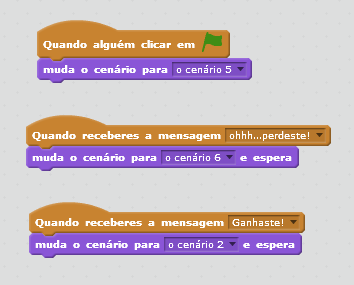 Quando alguém clicar em
muda o cenário para o cenário 5
Quando receberes a mensagem ohhh...perdeste!
muda o cenário para o cenário 6 e espera
Quando receberes a mensagem Ganhaste!
muda o cenário para o cenário 2 e espera